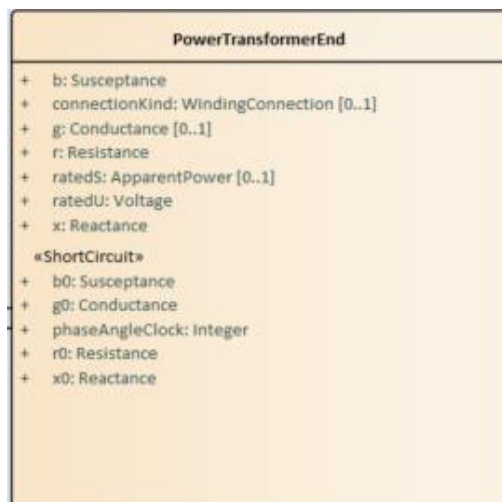 PowerTransformerEnd
+ b: Susceptance
+ connectionKind: WindingConnection [0..1]
+ g: Conductance [0..1]
+ r: Resistance
+ ratedS: ApparentPower [0..1]
+ ratedU: Voltage
+ x: Reactance
«ShortCircuit»
+ b0: Susceptance
+ g0: Conductance
+ phaseAngleClock: Integer
+ r0: Resistance
+ x0: Reactance